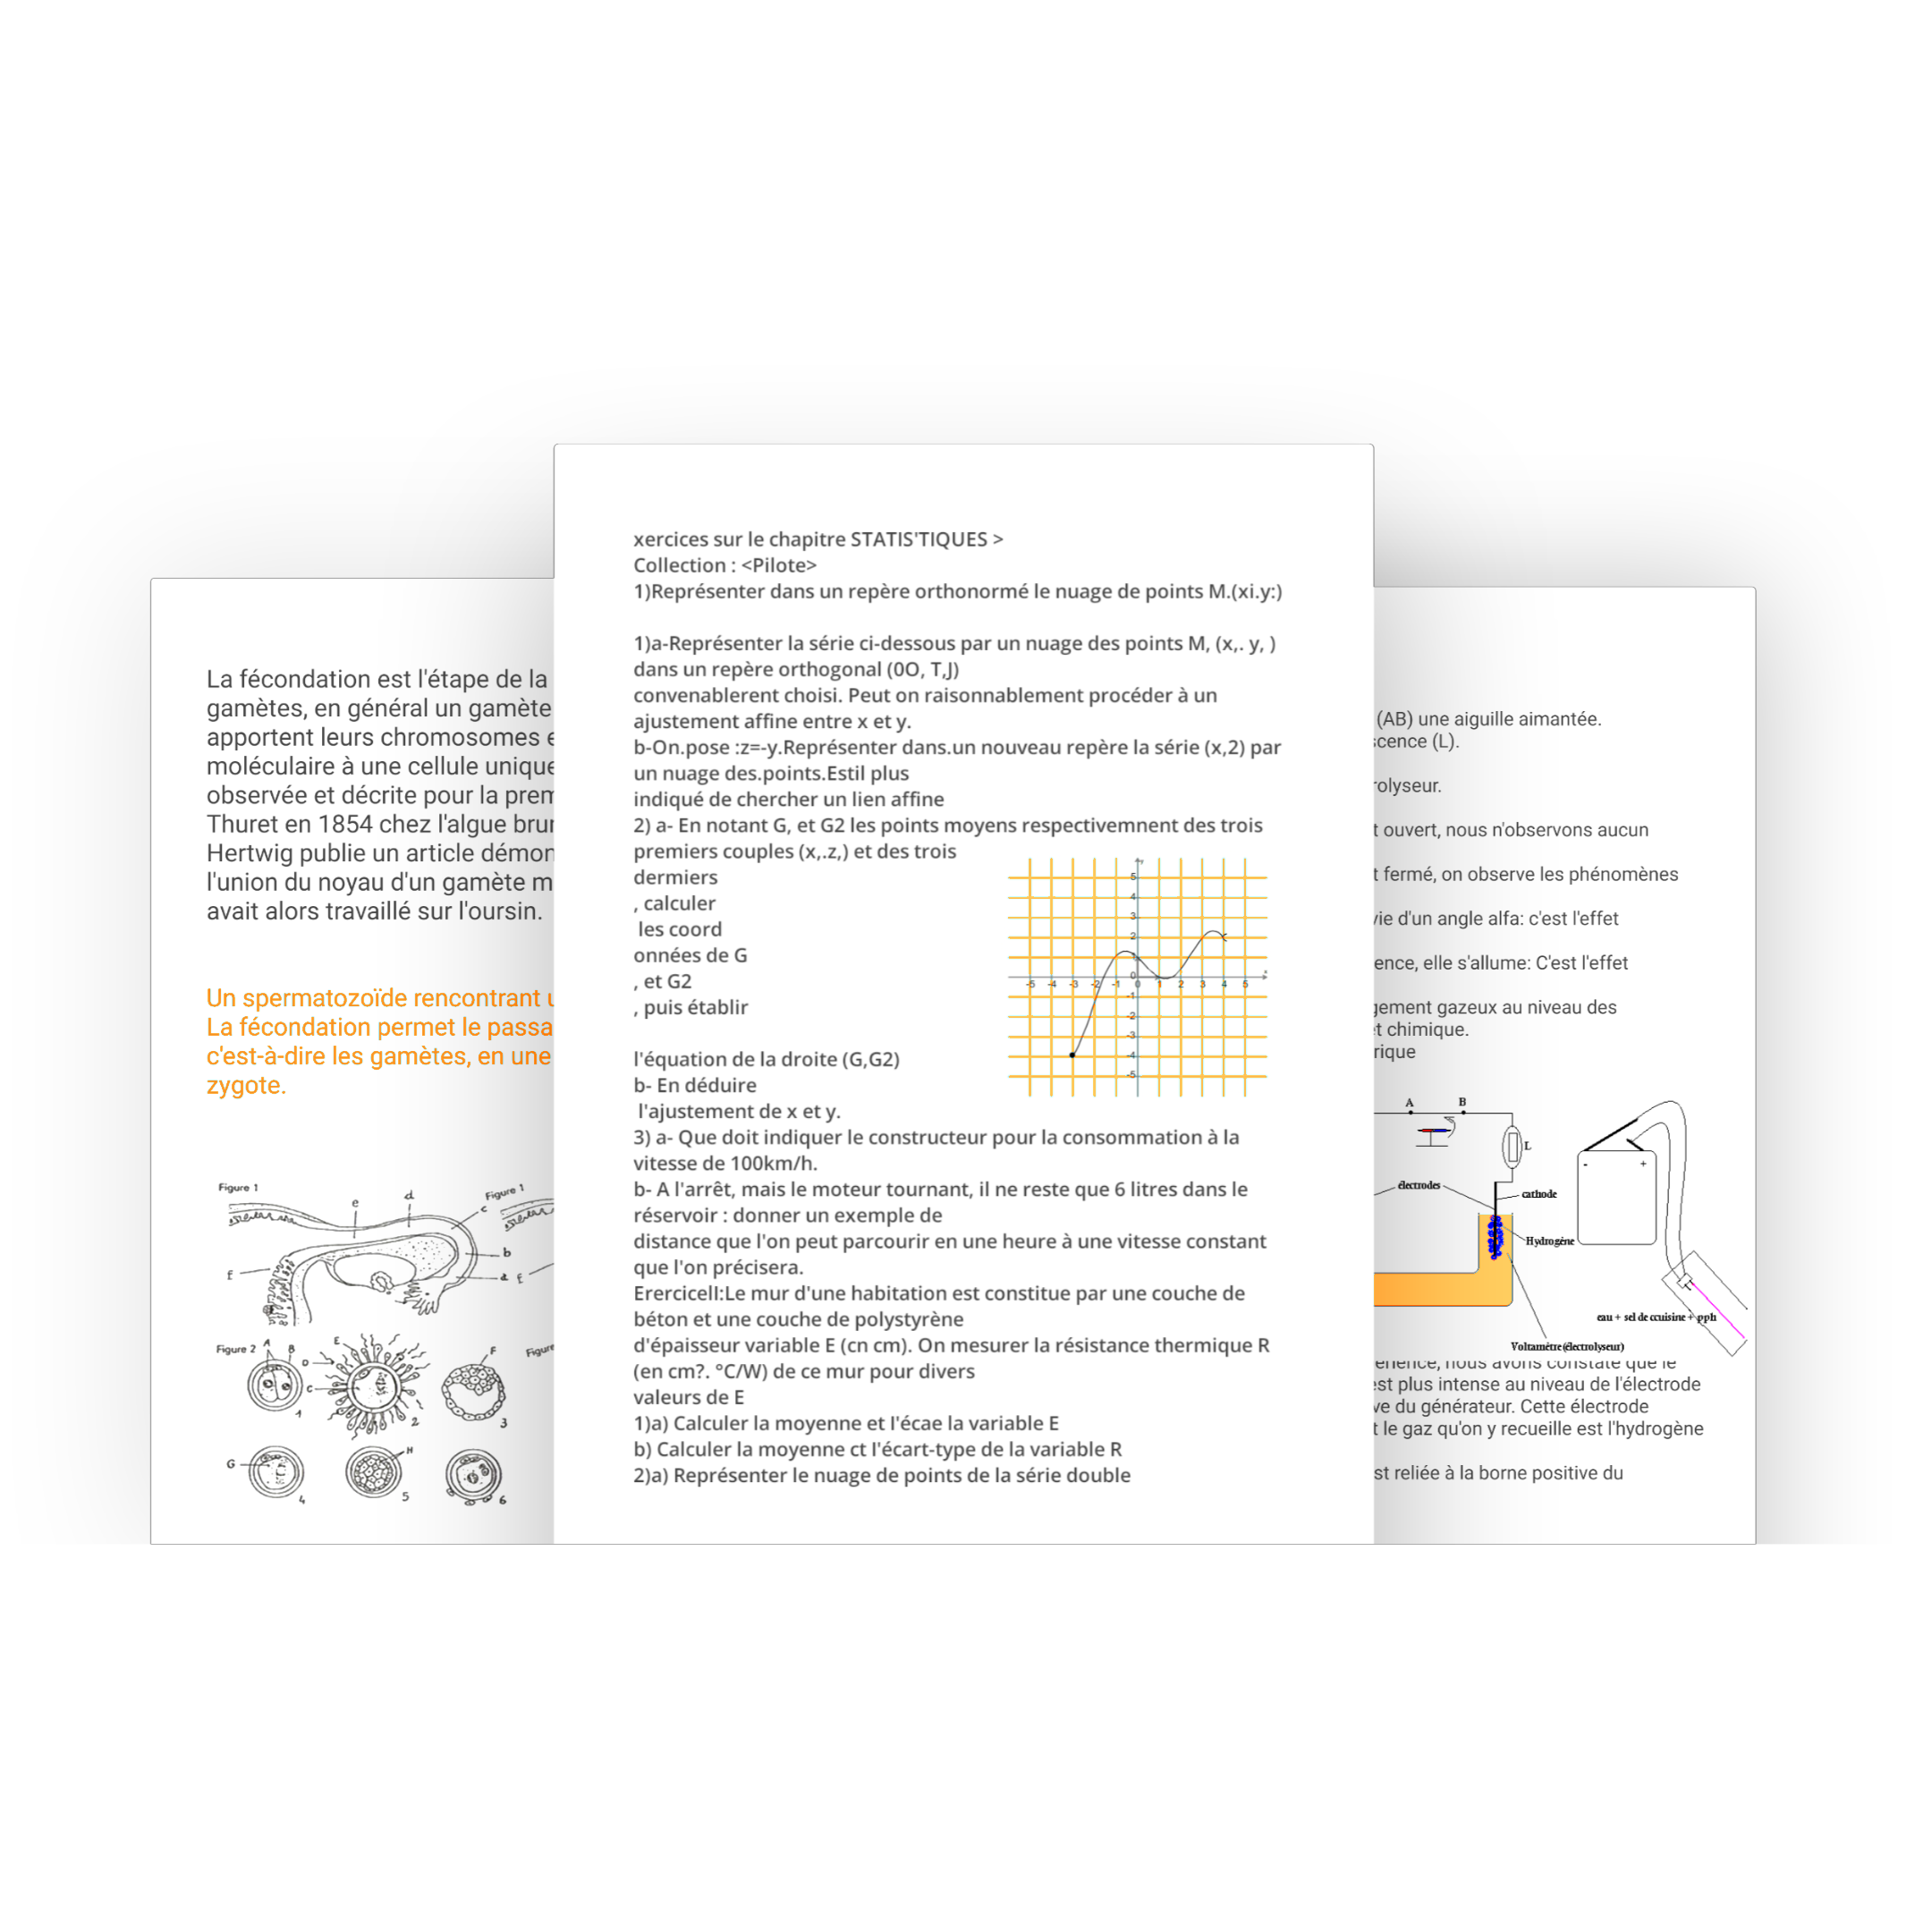 La fécondation est l'étape de la
gamètes, en général un gamète
apportent leurs chromosomes e
moléculaire à une cellule unique
observée et décrite pour la prem
Thuret en 1854 chez l'algue brun
Hertwig publie un article démon
l'union du noyau d'un gamète m
avait alors travaillé sur l'oursin.
Un spermatozoïde rencontrant u
La fécondation permet le passa
c'est-à-dire les gamètes, en une
zygote.
Figure 1
e
d
Figure 1
c
b
a
f
f
Figure 2
A
B
E
D
C
F
Figure
1
2
3
G
H
4
5
6
xercices sur le chapitre STATIS'TIQUES >
Collection : <Pilote>
1)Représenter dans un repère orthonormé le nuage de points M.(xi.y:)
1)a-Représenter la série ci-dessous par un nuage des points M, (x,. y, )
dans un repère orthogonal (0O, T,J)
convenablerent choisi. Peut on raisonnablement procéder à un
ajustement affine entre x et y.
b-On.pose :z=-y.Représenter dans.un nouveau repère la série (x,2) par
un nuage des.points.Estil plus
indiqué de chercher un lien affine
2) a- En notant G, et G2 les points moyens respectivemnent des trois
premiers couples (x,.z,) et des trois
dermiers
, calculer
les coord
onnées de G
, et G2
, puis établir
l'équation de la droite (G,G2)
b- En déduire
l'ajustement de x et y.
3) a- Que doit indiquer le constructeur pour la consommation à la
vitesse de 100km/h.
b- A l'arrêt, mais le moteur tournant, il ne reste que 6 litres dans le
réservoir : donner un exemple de
distance que l'on peut parcourir en une heure à une vitesse constant
que l'on précisera.
ErerciceIl:Le mur d'une habitation est constitue par une couche de
béton et une couche de polystyrène
d'épaisseur variable E (cn cm). On mesurer la résistance thermique R
(en cm?. °C/W) de ce mur pour divers
valeurs de E
1)a) Calculer la moyenne et l'écae la variable E
b) Calculer la moyenne ct l'écart-type de la variable R
2)a) Représenter le nuage de points de la série double
y
5
4
3
2
1
0
-5 -4 -3 -2 -1 0 1 2 3 4 5
-1
-2
-3
-4
-5
(AB) une aiguille aimantée.
scence (L).
rolyseur.
t ouvert, nous n'observons aucun
t fermé, on observe les phénomènes
vie d'un angle alfa: c'est l'effet
ence, elle s'allume: C'est l'effet
gement gazeux au niveau des
et chimique.
rique
A
B
L
- +
électrodes
cathode
Hydrogène
eau + sel de ccuisine + pph
Voltamètre (électrolyseur)
érience, nous avons constaté que le
est plus intense au niveau de l'électrode
ve du générateur. Cette électrode
t le gaz qu'on y recueille est l'hydrogène
st reliée à la borne positive du